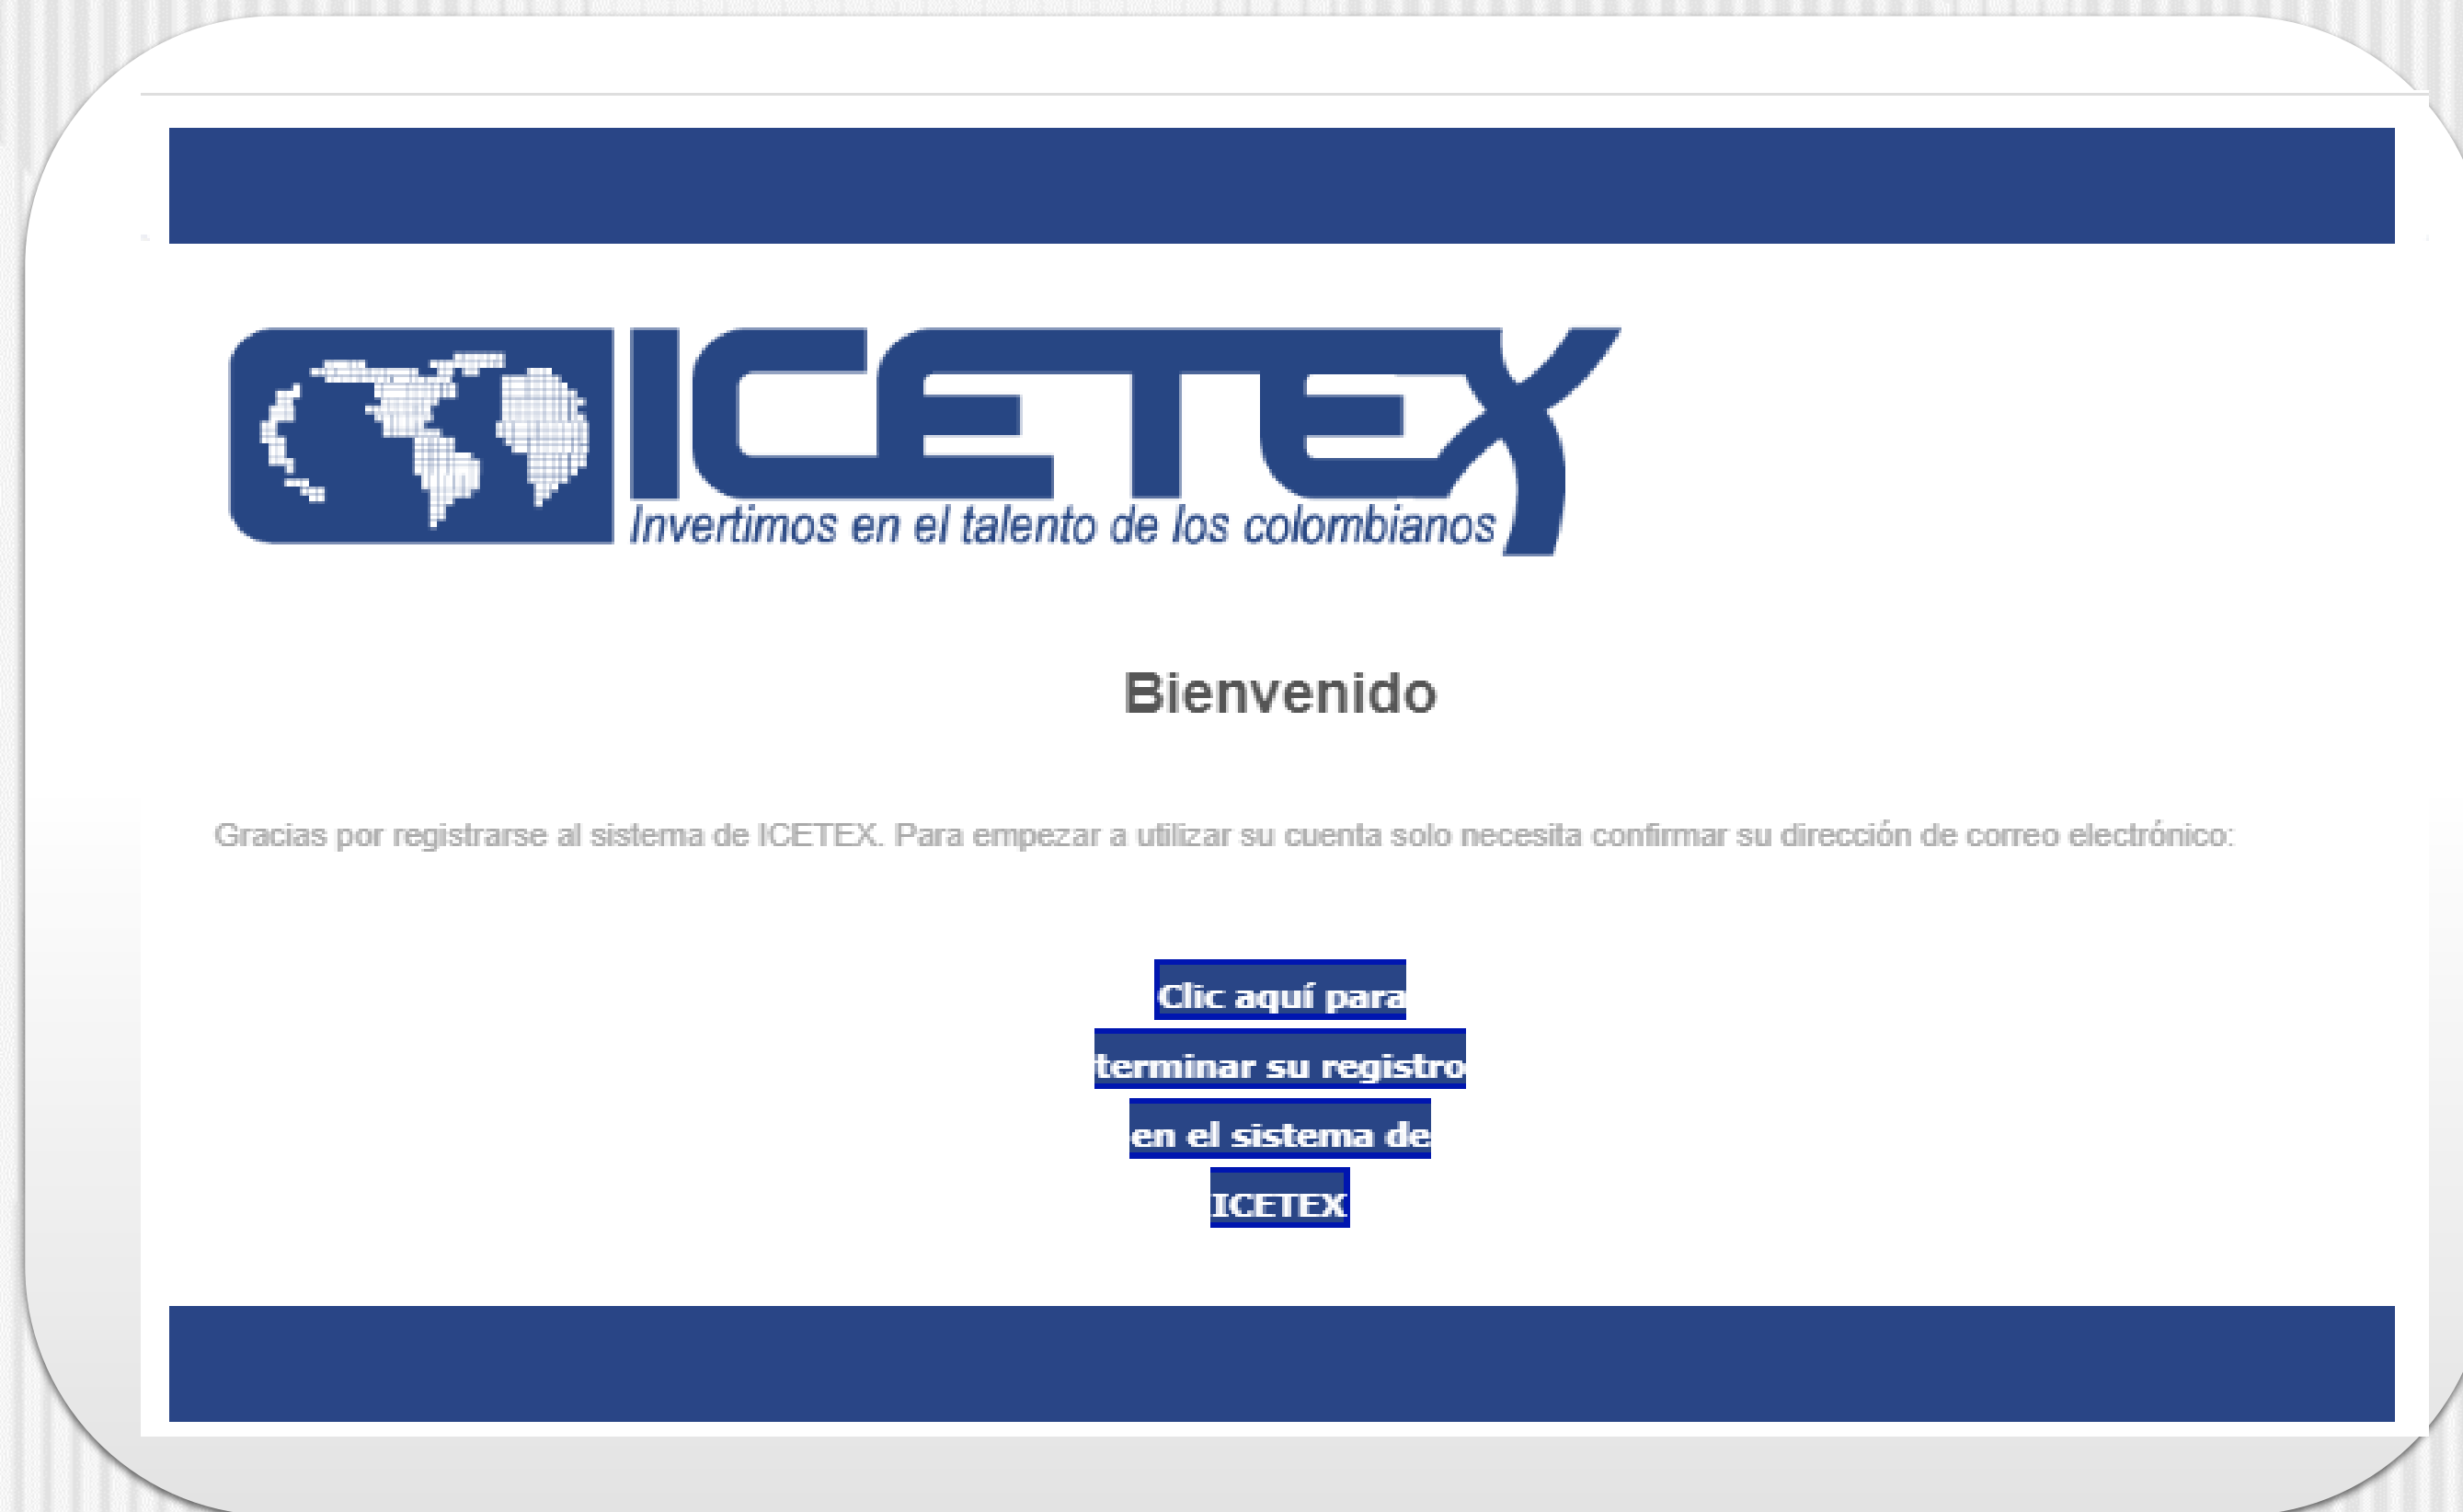 ICETEX
Invertimos en el talento de los colombianos
Bienvenido
Gracias por registrarse al sistema de ICETEX. Para empezar a utilizar su cuenta solo necesita confirmar su dirección de correo electrónico:
Clic aquí para
terminar su registro
en el sistema de
ICETEX